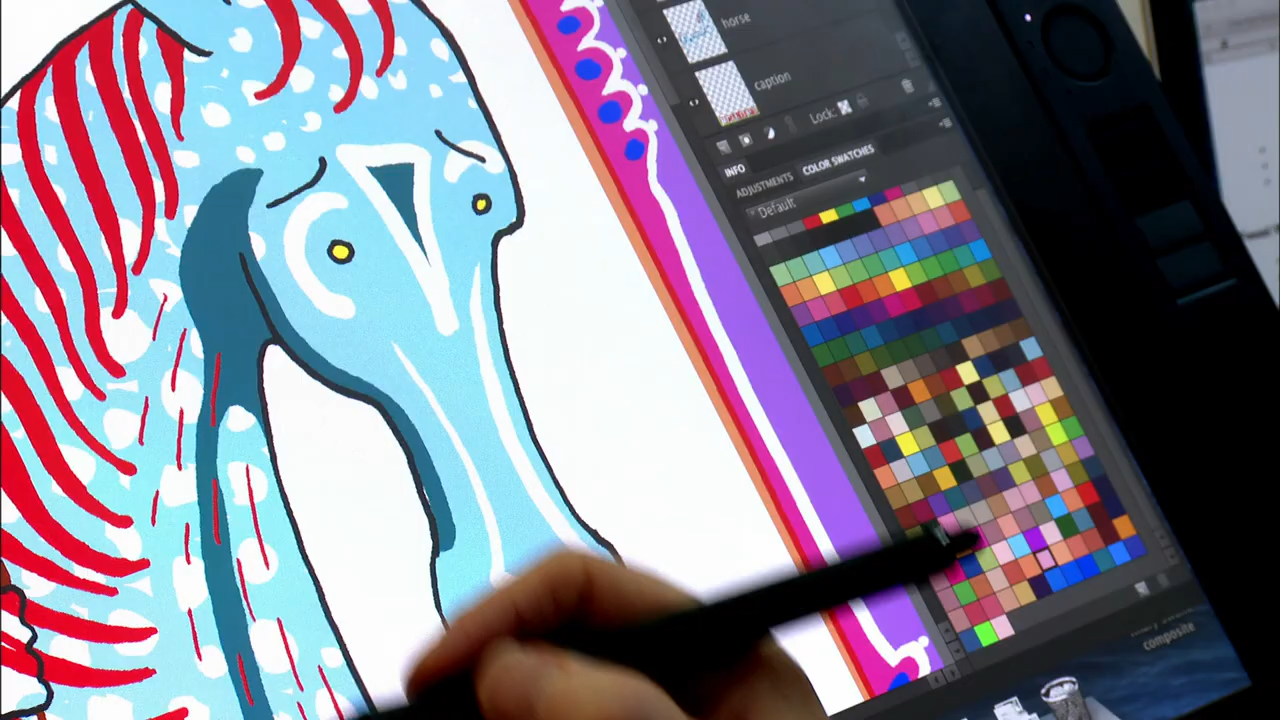 horse
caption
Lock:
INFO
ADJUSTMENTS
COLOR SWATCHES
Default
composite